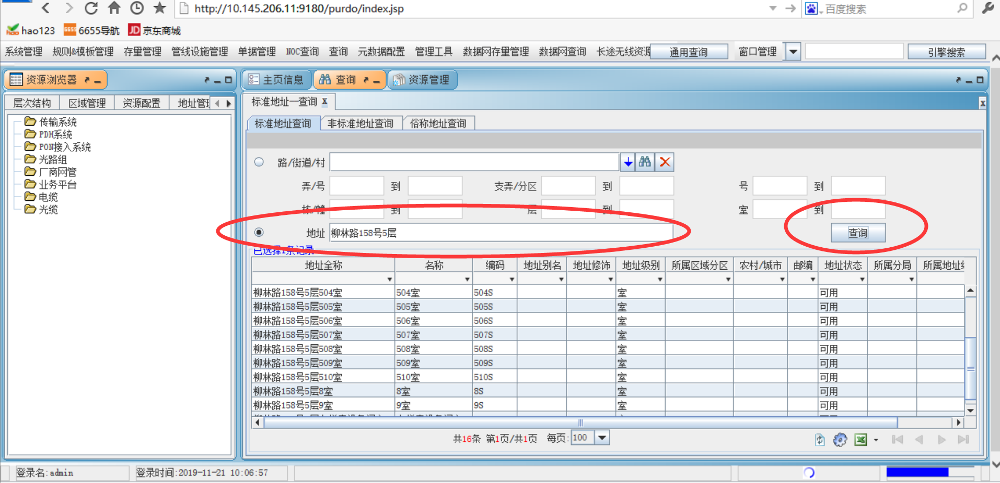 http://10.145.206.11:9180/purdo/index.jsp
百度搜索
hao123 6655导航 JD 京东商城
系统管理 规则&模板管理 存量管理 管线设施管理 单据管理 NOC查询 查询 元数据配置 管理工具 数据网存量管理 数据网查询 长途无线资源 通用查询 窗口管理 引擎搜索
资源浏览器 主页信息 查询 资源管理
层次结构 区域管理 资源配置 地址管理
标准地址—查询 X
传输系统
PDH系统
PON接入系统
光路组
厂商网管
业务平台
电缆
光缆
标准地址查询 非标准地址查询 俗称地址查询
路/街道/村
弄/号 到 支弄/分区 到 号 到
栋/幢 到 层 到 室 到
地址 柳林路158号5层 查询
已选择1条记录
地址全称 名称 编码 地址别名 地址修饰 地址级别 所属区域分区 农村/城市 邮编 地址状态 所属分局
柳林路158号5层504室 504室 504S 室 可用
柳林路158号5层505室 505室 505S 室 可用
柳林路158号5层506室 506室 506S 室 可用
柳林路158号5层507室 507室 507S 室 可用
柳林路158号5层508室 508室 508S 室 可用
柳林路158号5层509室 509室 509S 室 可用
柳林路158号5层510室 510室 510S 室 可用
柳林路158号5层8室 8室 8S 室 可用
柳林路158号5层9室 9室 9S 室 可用
共16条 第1页/共1页 每页: 100
登录名:admin 登录时间:2019-11-21 10:06:57